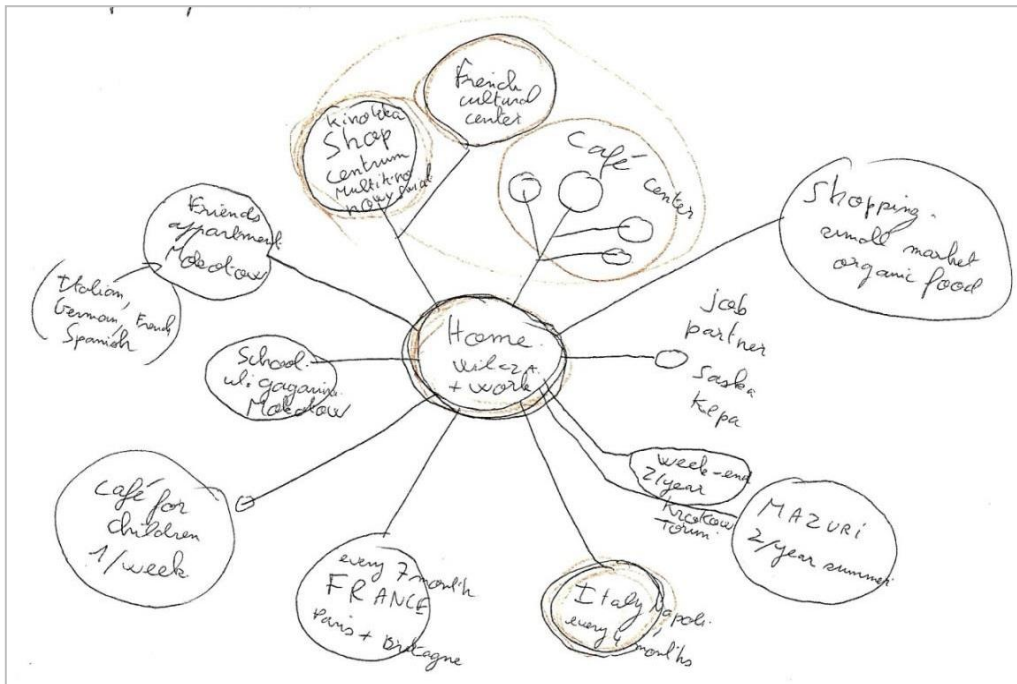 French
cultural
center
Kinoteka
Shop
centrum
Multikino
nowy świat
Café center
Shopping.
small market
organic food
Friends
appartment.
Mokotow
Italian,
German, French
Spanish
Home.
wilcza.
+ work
job
partner
Saska
Kepa
School.
ul. gagarina
Mokotow
week-end
2/year
Krakow
Torun
MAZURI
2/year summer
Café for
children
1/week
every 7 month
FRANCE
Paris + Bretagne
Italy Napoli.
every 4 months